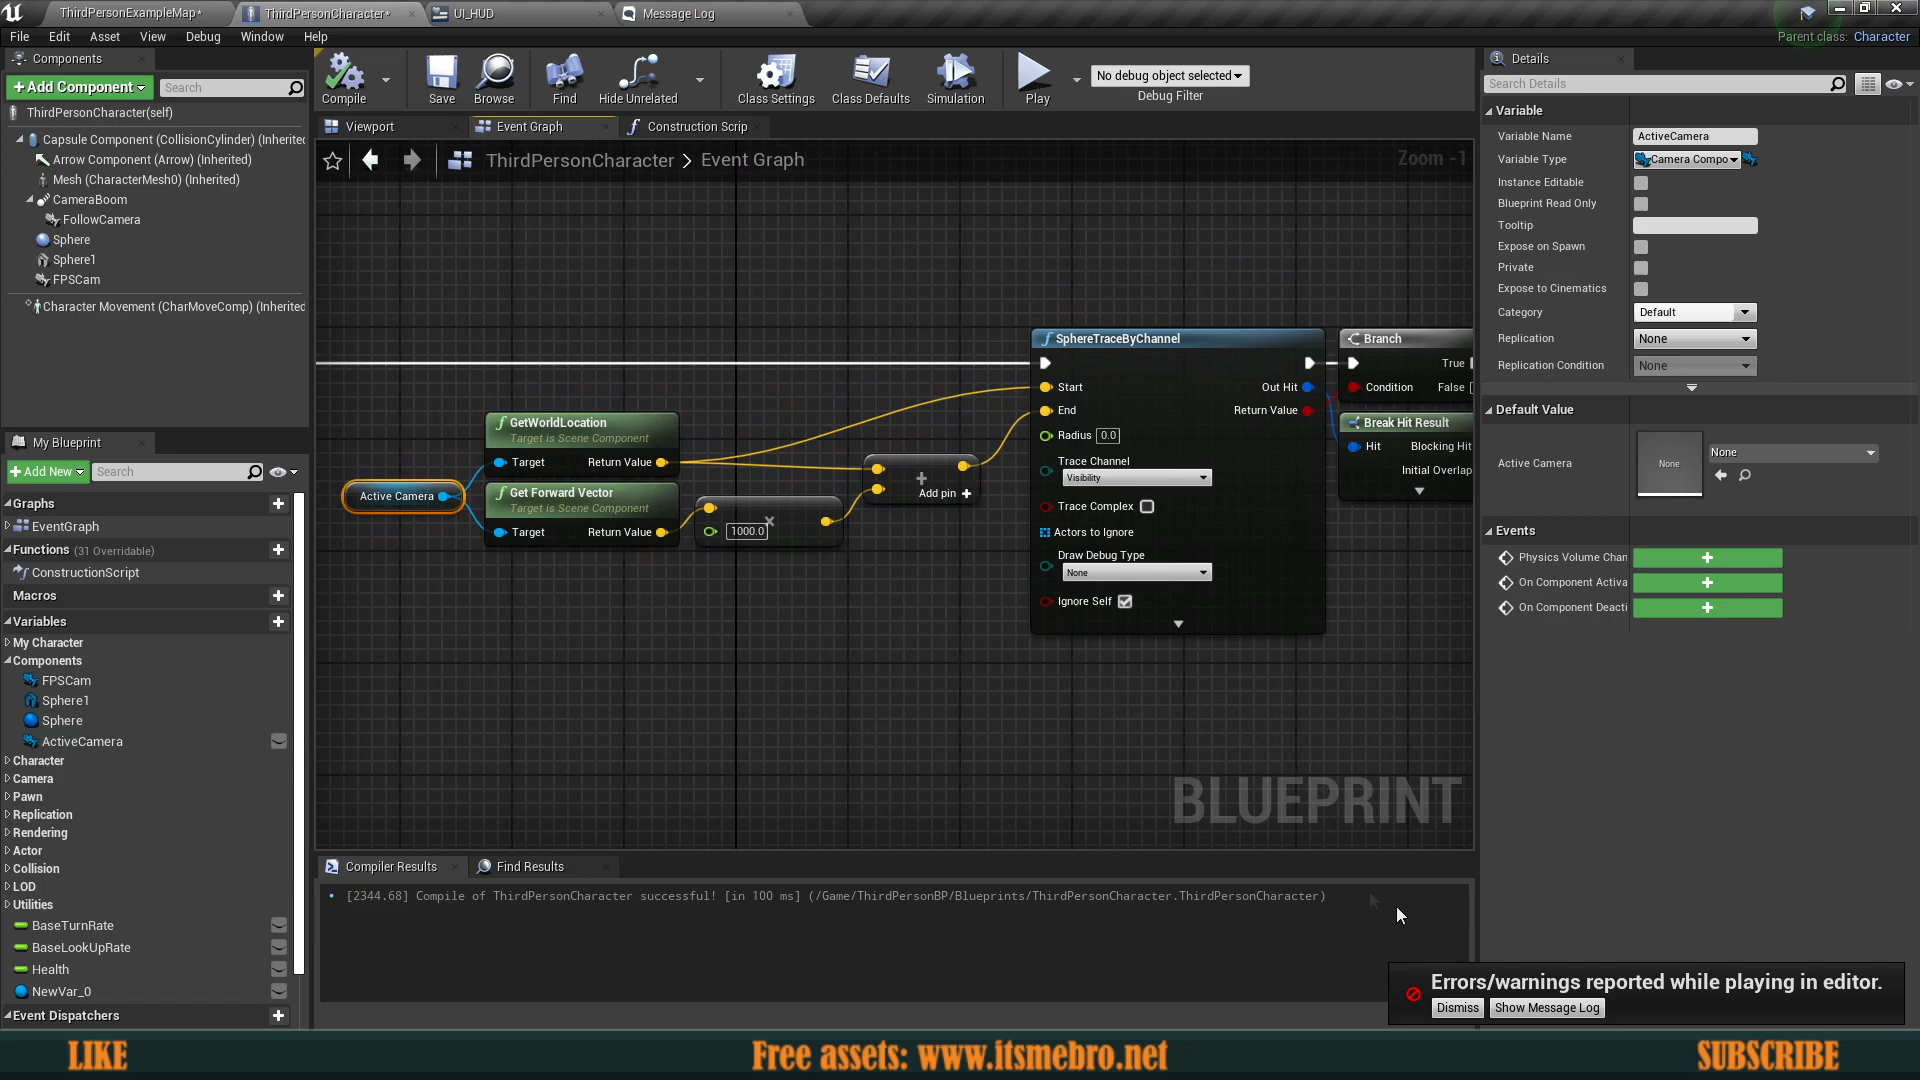 ThirdPersonExampleMap*
ThirdPersonCharacter*
UI_HUD
Message Log
File Edit Asset View Debug Window Help
Parent class: Character
Components
+Add Component
Search
ThirdPersonCharacter(self)
Capsule Component (CollisionCylinder) (Inherited
Arrow Component (Arrow) (Inherited)
Mesh (CharacterMesh0) (Inherited)
CameraBoom
FollowCamera
Sphere
Sphere1
FPSCam
Character Movement (CharMoveComp) (Inherited
Compile
Save
Browse
Find
Hide Unrelated
Class Settings
Class Defaults
Simulation
Play
No debug object selected
Debug Filter
Viewport
Event Graph
Construction Scrip
ThirdPersonCharacter > Event Graph
Zoom -1
GetWorldLocation
Target is Scene Component
Target
Return Value
Active Camera
Get Forward Vector
Target is Scene Component
Target
Return Value
1000.0
Add pin +
SphereTraceByChannel
Start
Out Hit
End
Return Value
Radius 0.0
Trace Channel
Visibility
Trace Complex
Actors to Ignore
Draw Debug Type
None
Ignore Self
Branch
True
Condition
False
Break Hit Result
Hit
Blocking Hit
Initial Overlap
BLUEPRINT
My Blueprint
+Add New
Search
Graphs
EventGraph
Functions (31 Overridable)
ConstructionScript
Macros
Variables
My Character
Components
FPSCam
Sphere1
Sphere
ActiveCamera
Character
Camera
Pawn
Replication
Rendering
Actor
Collision
LOD
Utilities
BaseTurnRate
BaseLookUpRate
Health
NewVar_0
Event Dispatchers
Compiler Results
Find Results
[2344.68] Compile of ThirdPersonCharacter successful! [in 100 ms] (/Game/ThirdPersonBP/Blueprints/ThirdPersonCharacter.ThirdPersonCharacter)
Details
Search Details
Variable
Variable Name ActiveCamera
Variable Type Camera Compo
Instance Editable
Blueprint Read Only
Tooltip
Expose on Spawn
Private
Expose to Cinematics
Category Default
Replication None
Replication Condition None
Default Value
Active Camera None None
Events
Physics Volume Chan
On Component Activa
On Component Deacti
Errors/warnings reported while playing in editor.
Dismiss Show Message Log
LIKE
Free assets: www.itsmebro.net
SUBSCRIBE